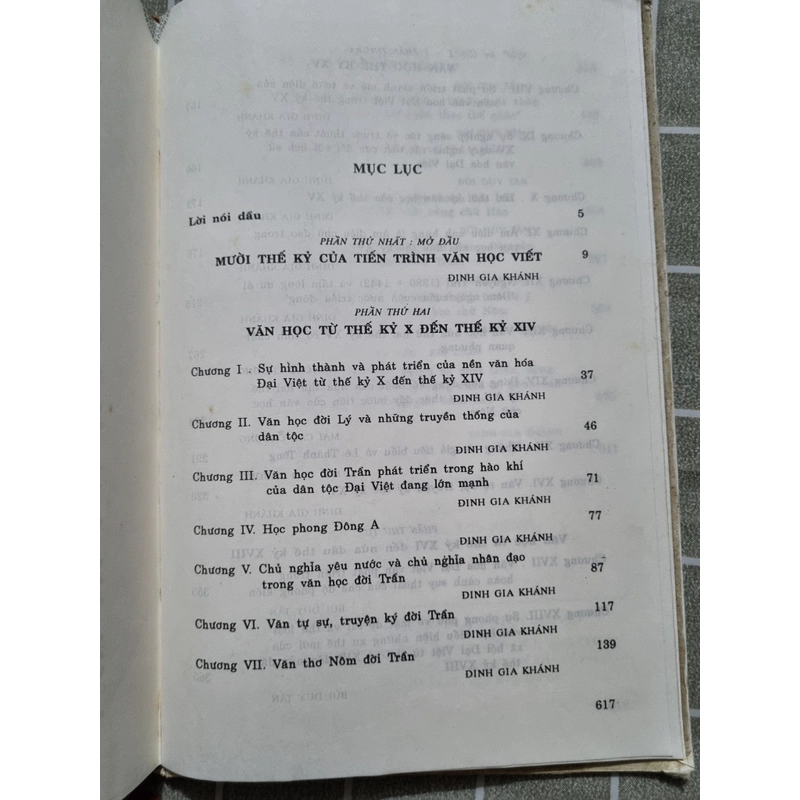 MỤC LỤC
Lời nói đầu 5
PHẦN THỨ NHẤT : MỞ ĐẦU
MƯỜI THẾ KỶ CỦA TIẾN TRÌNH VĂN HỌC VIẾT 9
ĐINH GIA KHÁNH
PHẦN THỨ HAI
VĂN HỌC TỪ THẾ KỶ X ĐẾN THẾ KỶ XIV
Chương I . Sự hình thành và phát triển của nền văn hóa
Đại Việt từ thế kỷ X đến thế kỷ XIV 37
ĐINH GIA KHÁNH
Chương II. Văn học đời Lý và những truyền thống của
dân tộc 46
ĐINH GIA KHÁNH
Chương III. Văn học đời Trần phát triển trong hào khí
của dân tộc Đại Việt đang lớn mạnh 71
ĐINH GIA KHÁNH
Chương IV. Học phong Đông A 77
ĐINH GIA KHÁNH
Chương V. Chủ nghĩa yêu nước và chủ nghĩa nhân đạo
trong văn học đời Trần 87
ĐINH GIA KHÁNH
Chương VI. Văn tự sự, truyện ký đời Trần 117
ĐINH GIA KHÁNH
Chương VII. Văn thơ Nôm đời Trần 139
ĐINH GIA KHÁNH
617